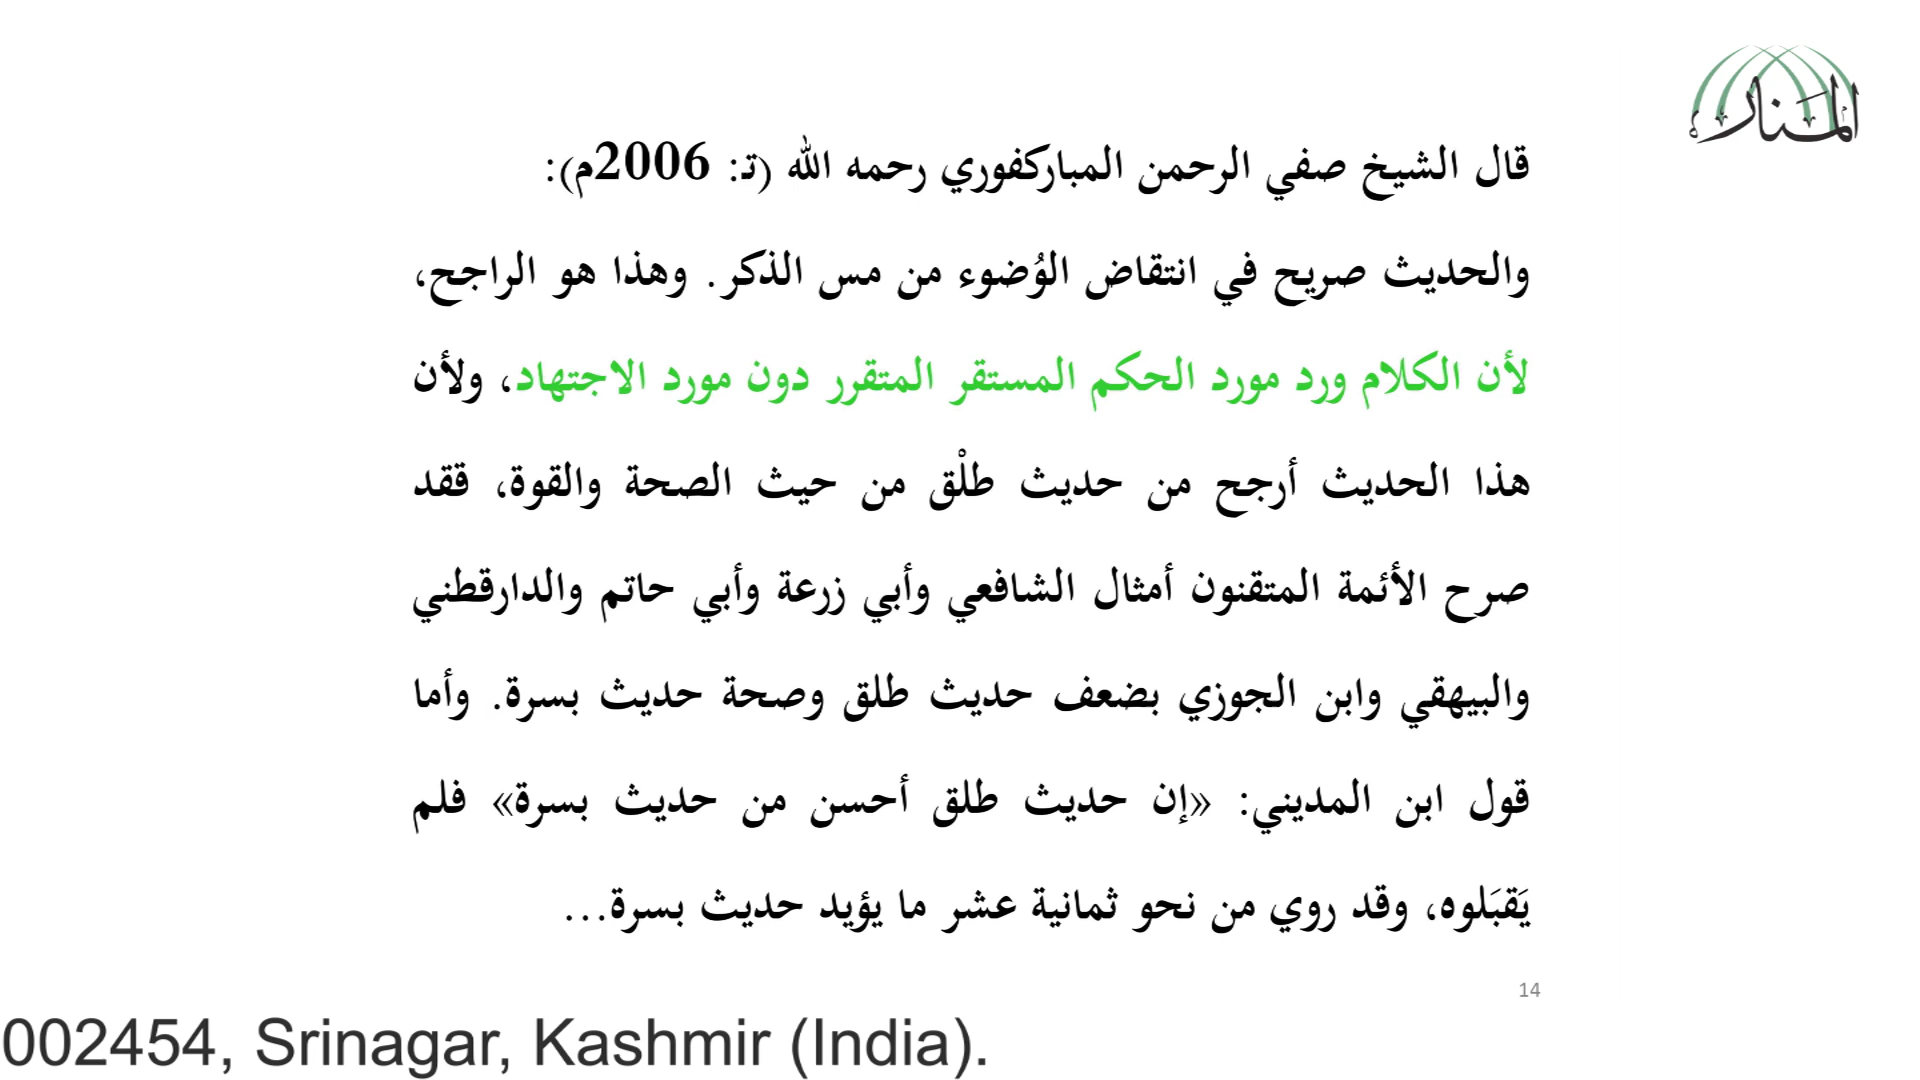 المنار
قال الشيخ صفي الرحمن المباركفوري رحمه الله (تـ: 2006م):
والحديث صريح في انتقاض الوُضوء من مس الذكر. وهذا هو الراجح،
لأن الكلام ورد مورد الحكم المستقر المتقرر دون مورد الاجتهاد، ولأن
هذا الحديث أرجح من حديث طلْق من حيث الصحة والقوة، ققد
صرح الأئمة المتقنون أمثال الشافعي وأبي زرعة وأبي حاتم والدارقطني
والبيهقي وابن الجوزي بضعف حديث طلق وصحة حديث بسرة. وأما
قول ابن المديني: «إن حديث طلق أحسن من حديث بسرة» فلم
يَقبَلوه، وقد روي من نحو ثمانية عشر ما يؤيد حديث بسرة...
14
002454, Srinagar, Kashmir (India).